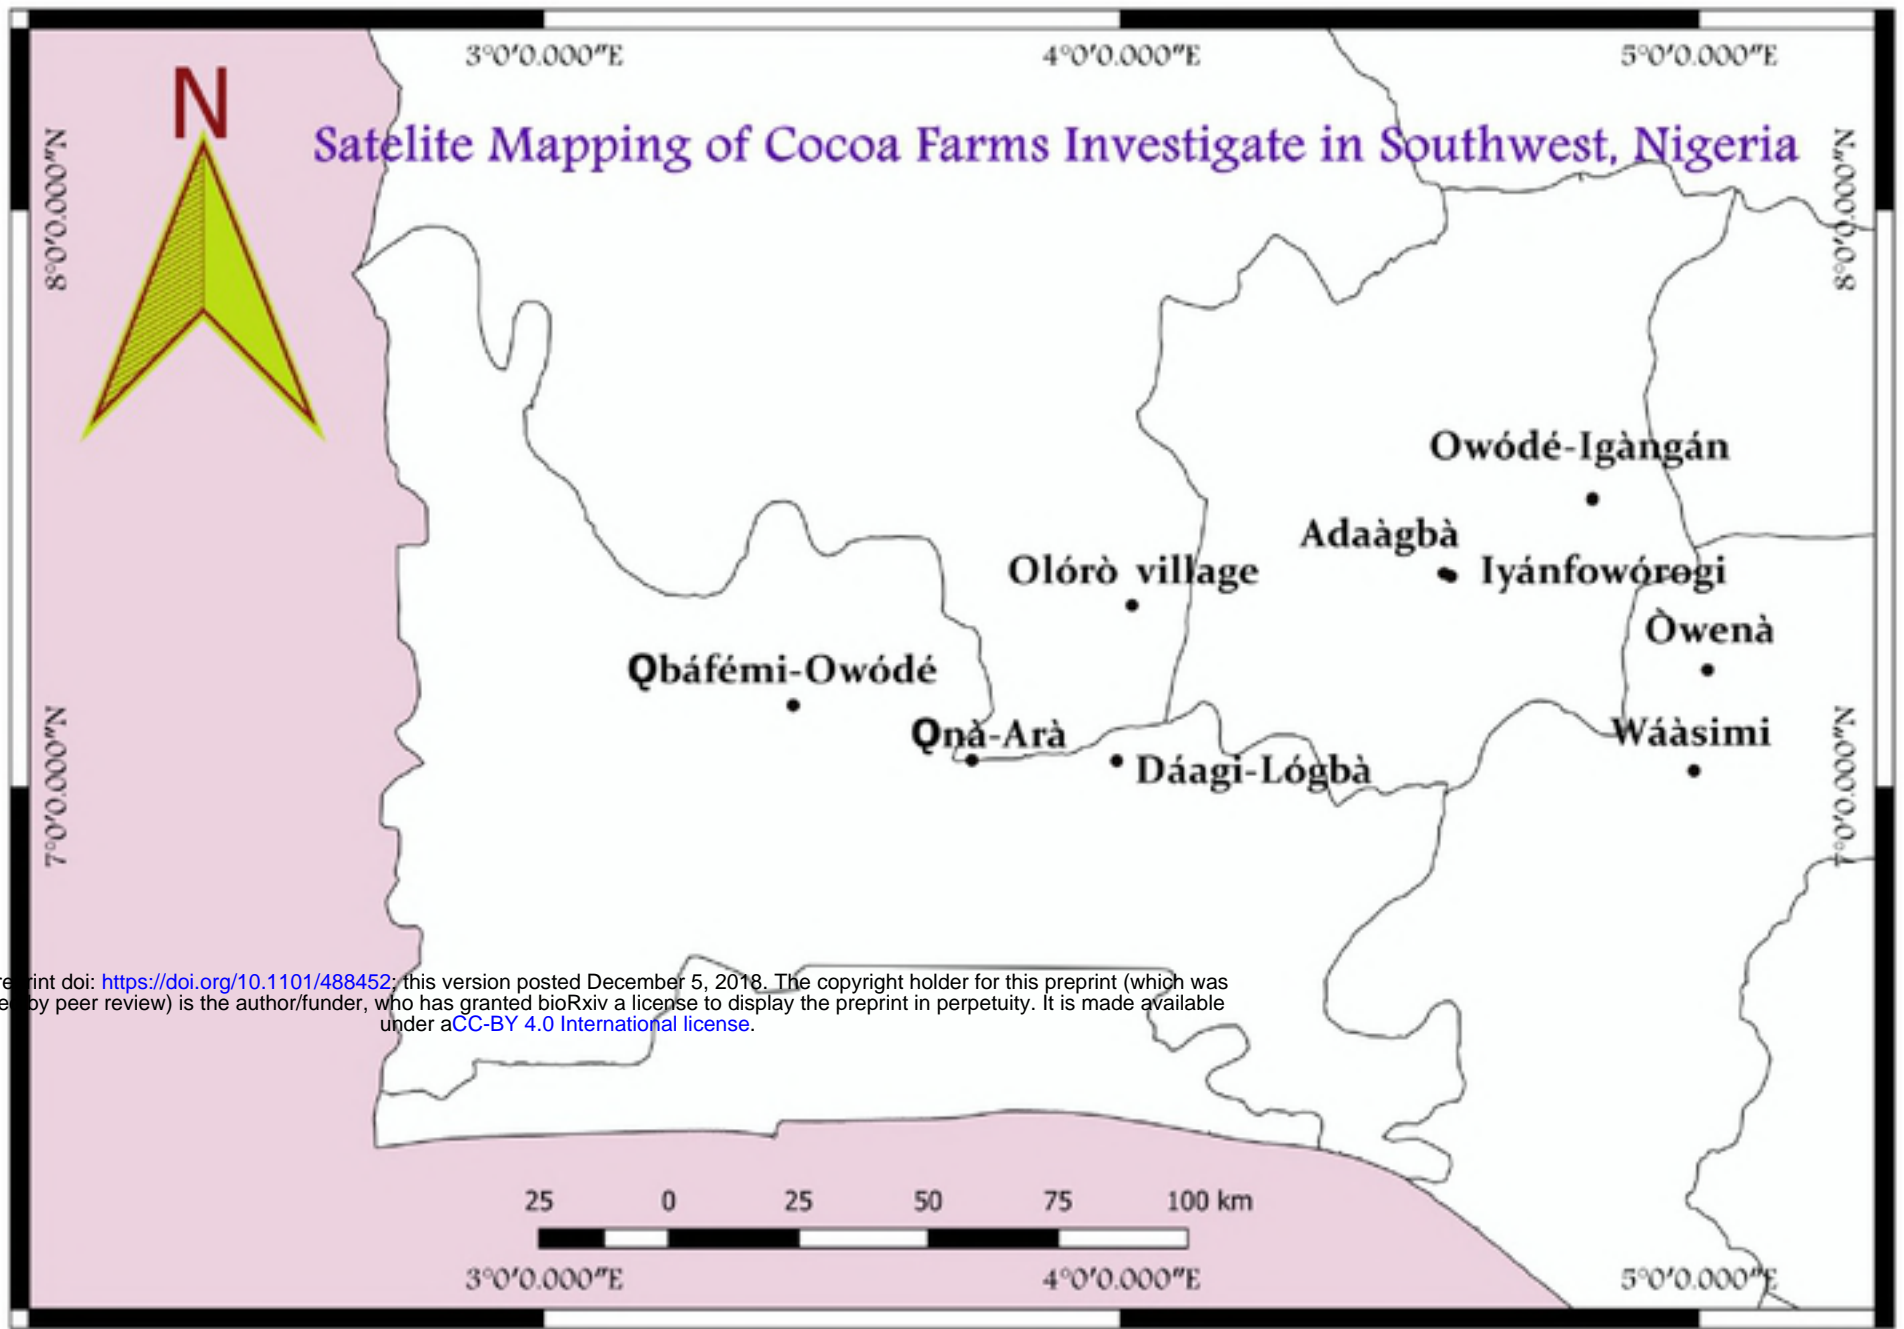 3°0'0.000"E 4°0'0.000"E 5°0'0.000"E
N
Satelite Mapping of Cocoa Farms Investigate in Southwest, Nigeria
8°0'0.000"N 8°0'0.000"N
Owódé-Igàngán
Adaàgbà
Olórò village
Iyánfowórogi
Òwenà
Ọbáfémi-Owódé
Ọnà-Arà
Wáàsimi
Dáagi-Lógbà
7°0'0.000"N 7°0'0.000"N
print doi: https://doi.org/10.1101/488452; this version posted December 5, 2018. The copyright holder for this preprint (which was
by peer review) is the author/funder, who has granted bioRxiv a license to display the preprint in perpetuity. It is made available
under aCC-BY 4.0 International license.
25 0 25 50 75 100 km
3°0'0.000"E 4°0'0.000"E 5°0'0.000"E